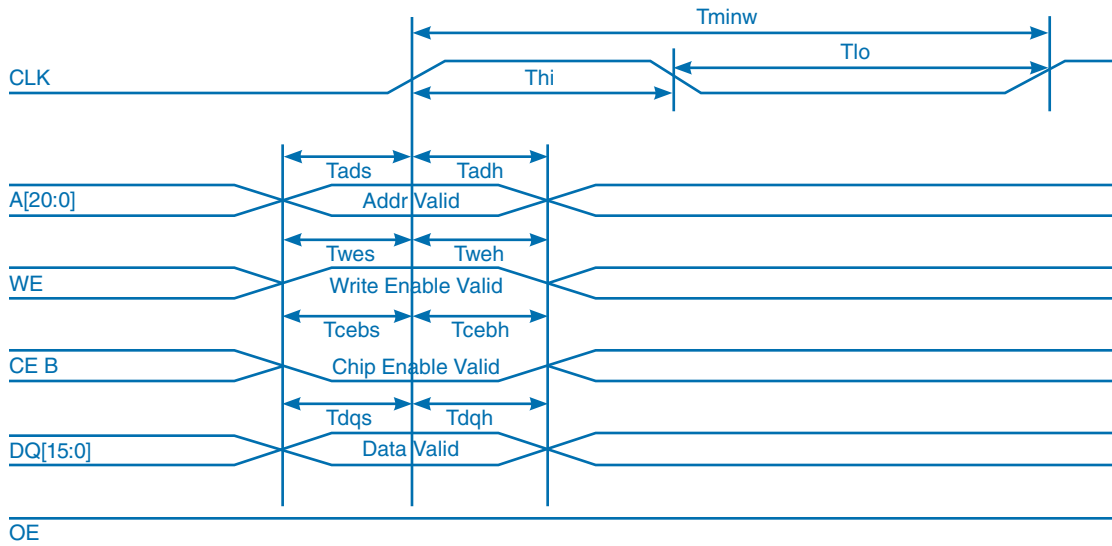 Tminw
Tlo
CLK
Thi
Tads Tadh
A[20:0] Addr Valid
Twes Tweh
WE Write Enable Valid
Tcebs Tcebh
CE B Chip Enable Valid
Tdqs Tdqh
DQ[15:0] Data Valid
OE